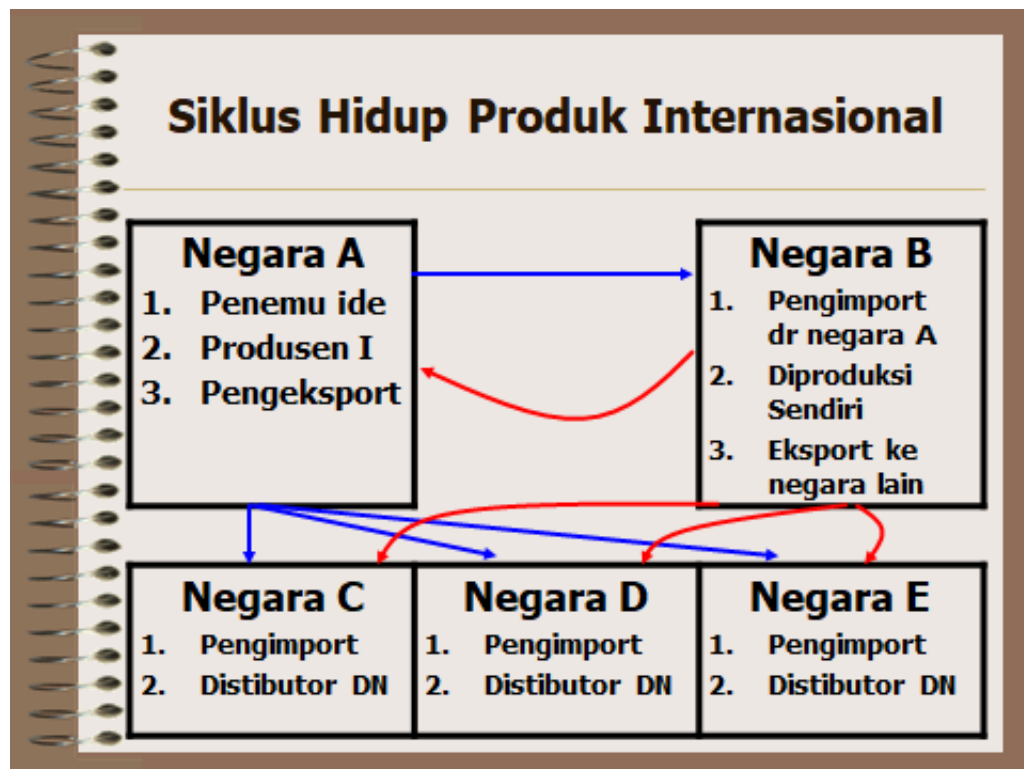 Siklus Hidup Produk Internasional
Negara A
1. Penemu ide
2. Produsen I
3. Pengeksport
Negara B
1. Pengimport
dr negara A
2. Diproduksi
Sendiri
3. Eksport ke
negara lain
Negara C
1. Pengimport
2. Distibutor DN
Negara D
1. Pengimport
2. Distibutor DN
Negara E
1. Pengimport
2. Distibutor DN